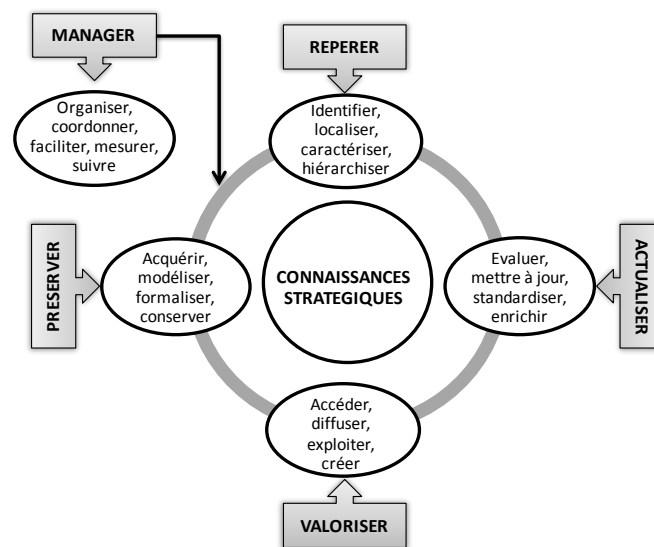 MANAGER
REPERER
Organiser,
coordonner,
faciliter, mesurer,
suivre
Identifier,
localiser,
caractériser,
hiérarchiser
PRESERVER
Acquérir,
modéliser,
formaliser,
conserver
CONNAISSANCES
STRATEGIQUES
Evaluer,
mettre à jour,
standardiser,
enrichir
ACTUALISER
Accéder,
diffuser,
exploiter,
créer
VALORISER